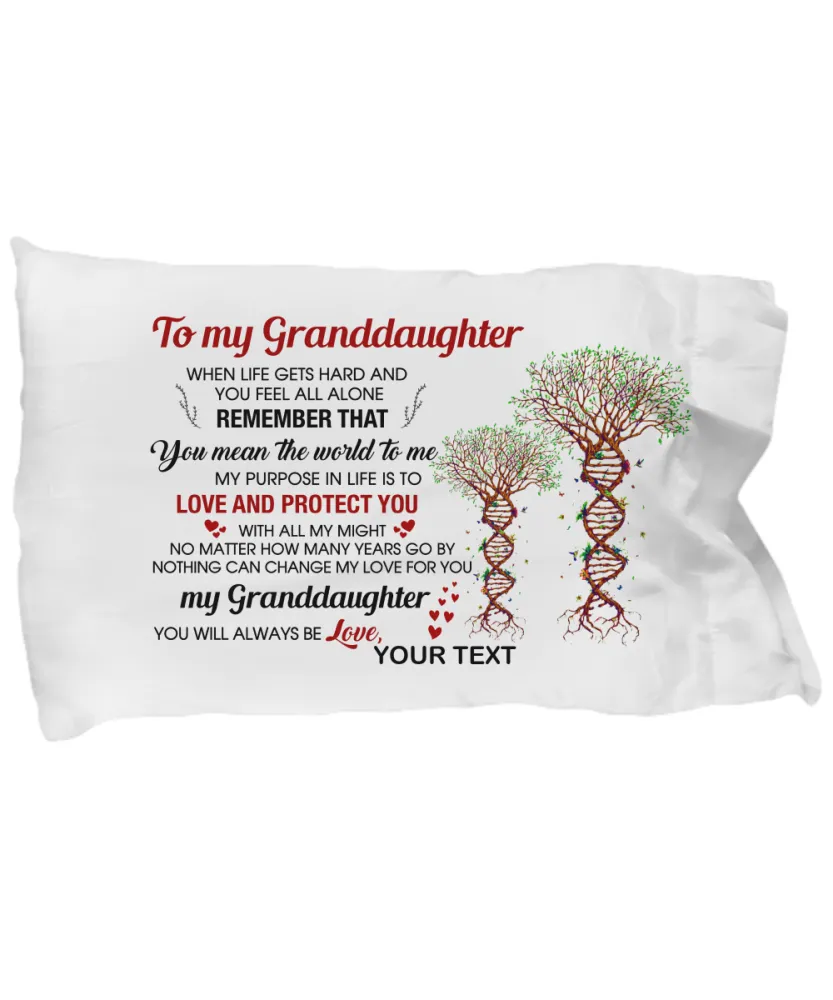 To my Granddaughter
WHEN LIFE GETS HARD AND
YOU FEEL ALL ALONE
REMEMBER THAT
You mean the world to me
MY PURPOSE IN LIFE IS TO
LOVE AND PROTECT YOU
WITH ALL MY MIGHT
NO MATTER HOW MANY YEARS GO BY
NOTHING CAN CHANGE MY LOVE FOR YOU
my Granddaughter
YOU WILL ALWAYS BE Love,
YOUR TEXT